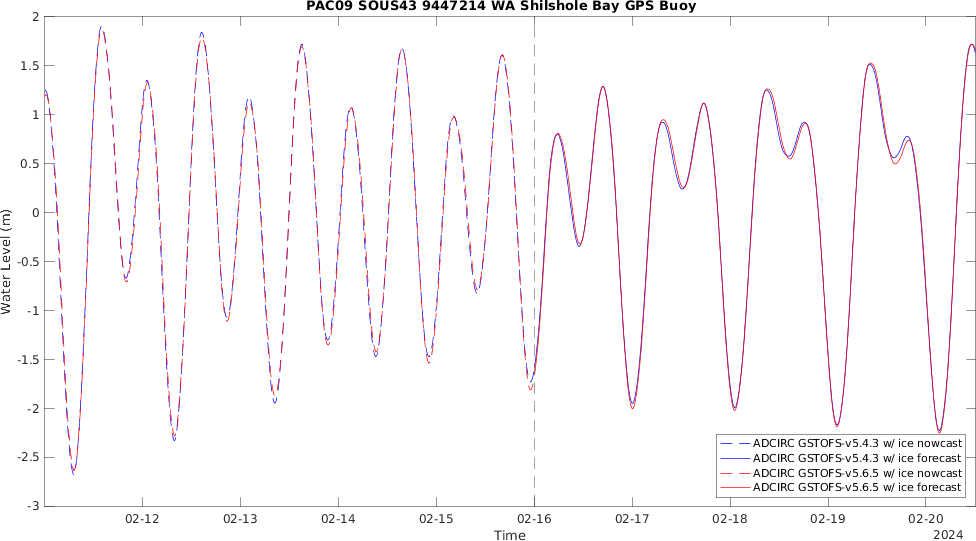 PAC09 SOUS43 9447214 WA Shilshole Bay GPS Buoy
2
1.5
1
0.5
0
-0.5
-1
-1.5
-2
-2.5
-3
Water Level (m)
ADCIRC GSTOFS-v5.4.3 w/ ice nowcast
ADCIRC GSTOFS-v5.4.3 w/ ice forecast
ADCIRC GSTOFS-v5.6.5 w/ ice nowcast
ADCIRC GSTOFS-v5.6.5 w/ ice forecast
02-12 02-13 02-14 02-15 02-16 02-17 02-18 02-19 02-20
Time
2024